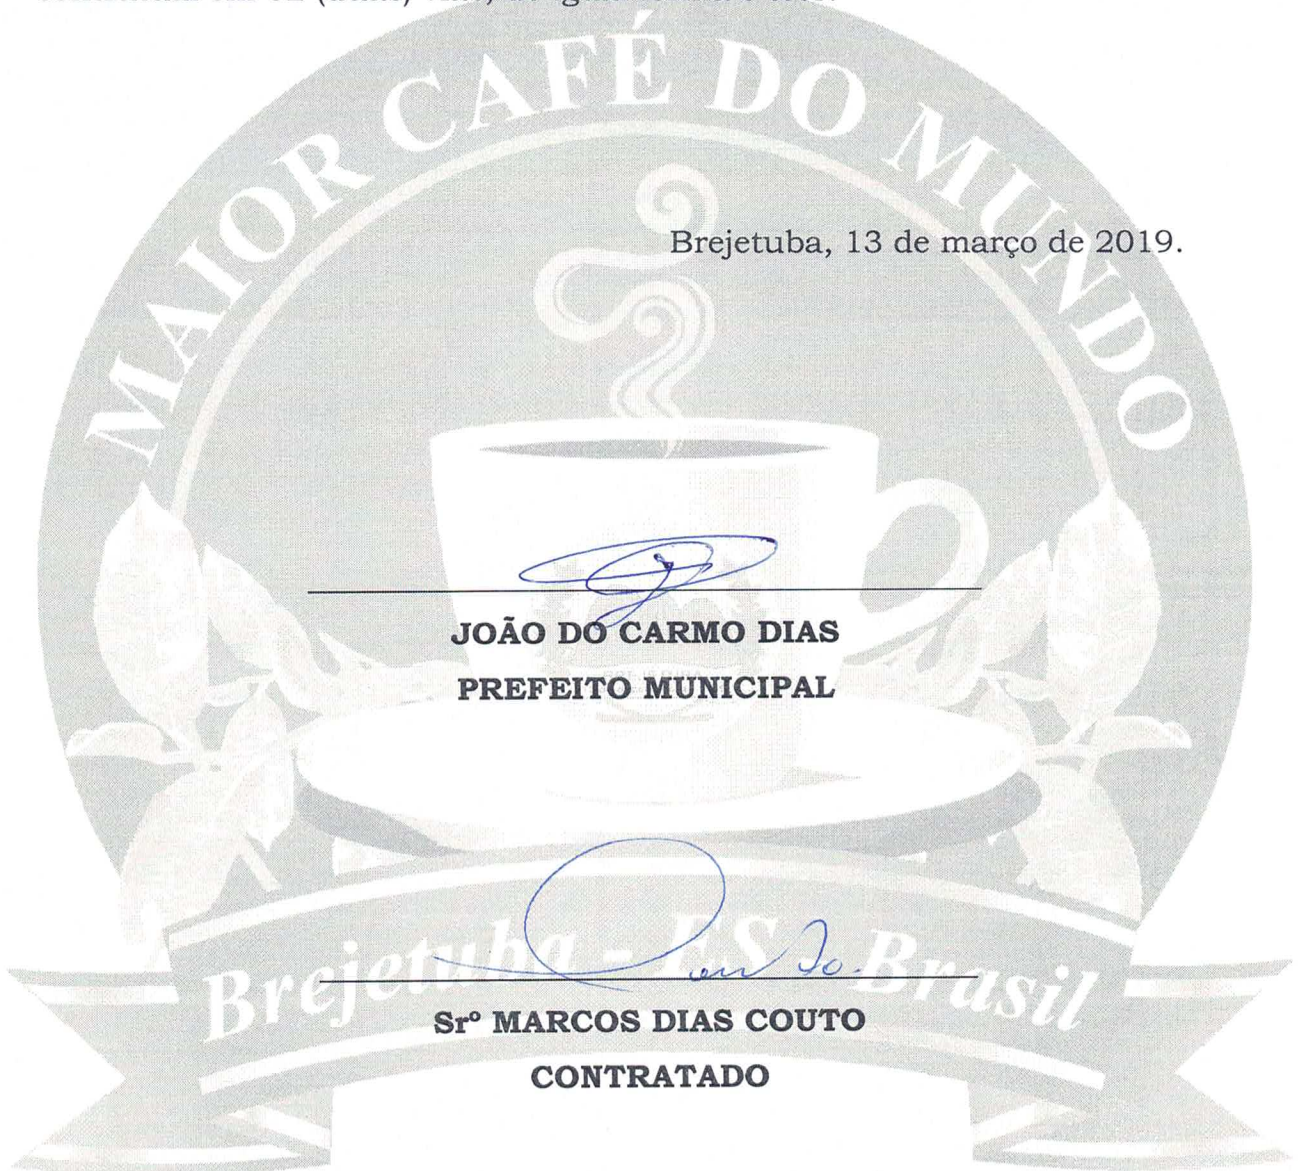 MAIOR CAFÉ DO MUNDO
Brejetuba, 13 de março de 2019.
JOÃO DO CARMO DIAS
PREFEITO MUNICIPAL
Brejetuba - E.S - Brasil
Srº MARCOS DIAS COUTO
CONTRATADO